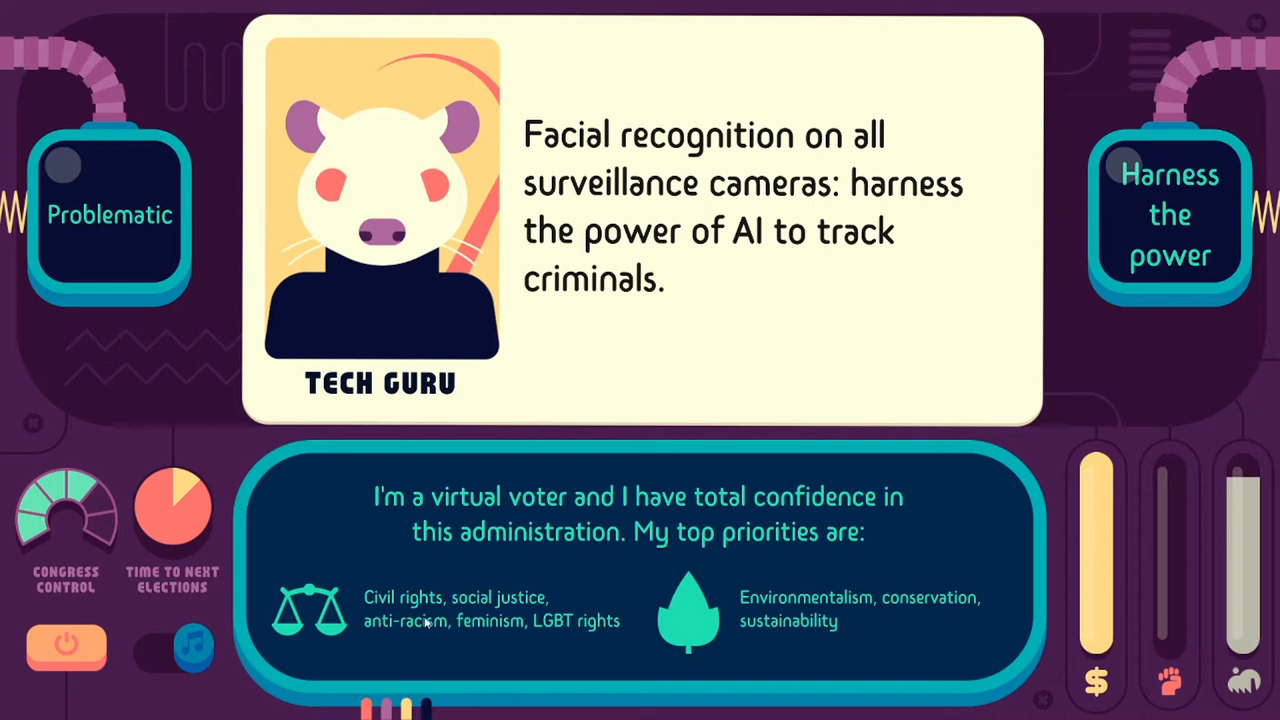 Problematic
Facial recognition on all
surveillance cameras: harness
the power of AI to track
criminals.
TECH GURU
Harness
the
power
I'm a virtual voter and I have total confidence in
this administration. My top priorities are:
Civil rights, social justice,
anti-racism, feminism, LGBT rights
Environmentalism, conservation,
sustainability
CONGRESS
CONTROL
TIME TO NEXT
ELECTIONS
$